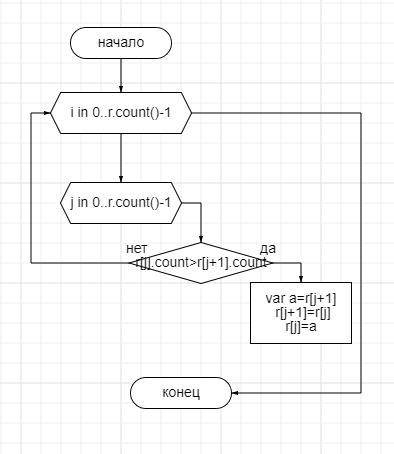 начало
i in 0..r.count()-1
j in 0..r.count()-1
нет
да
r[j].count>r[j+1].count
var a=r[j+1]
r[j+1]=r[j]
r[j]=a
конец